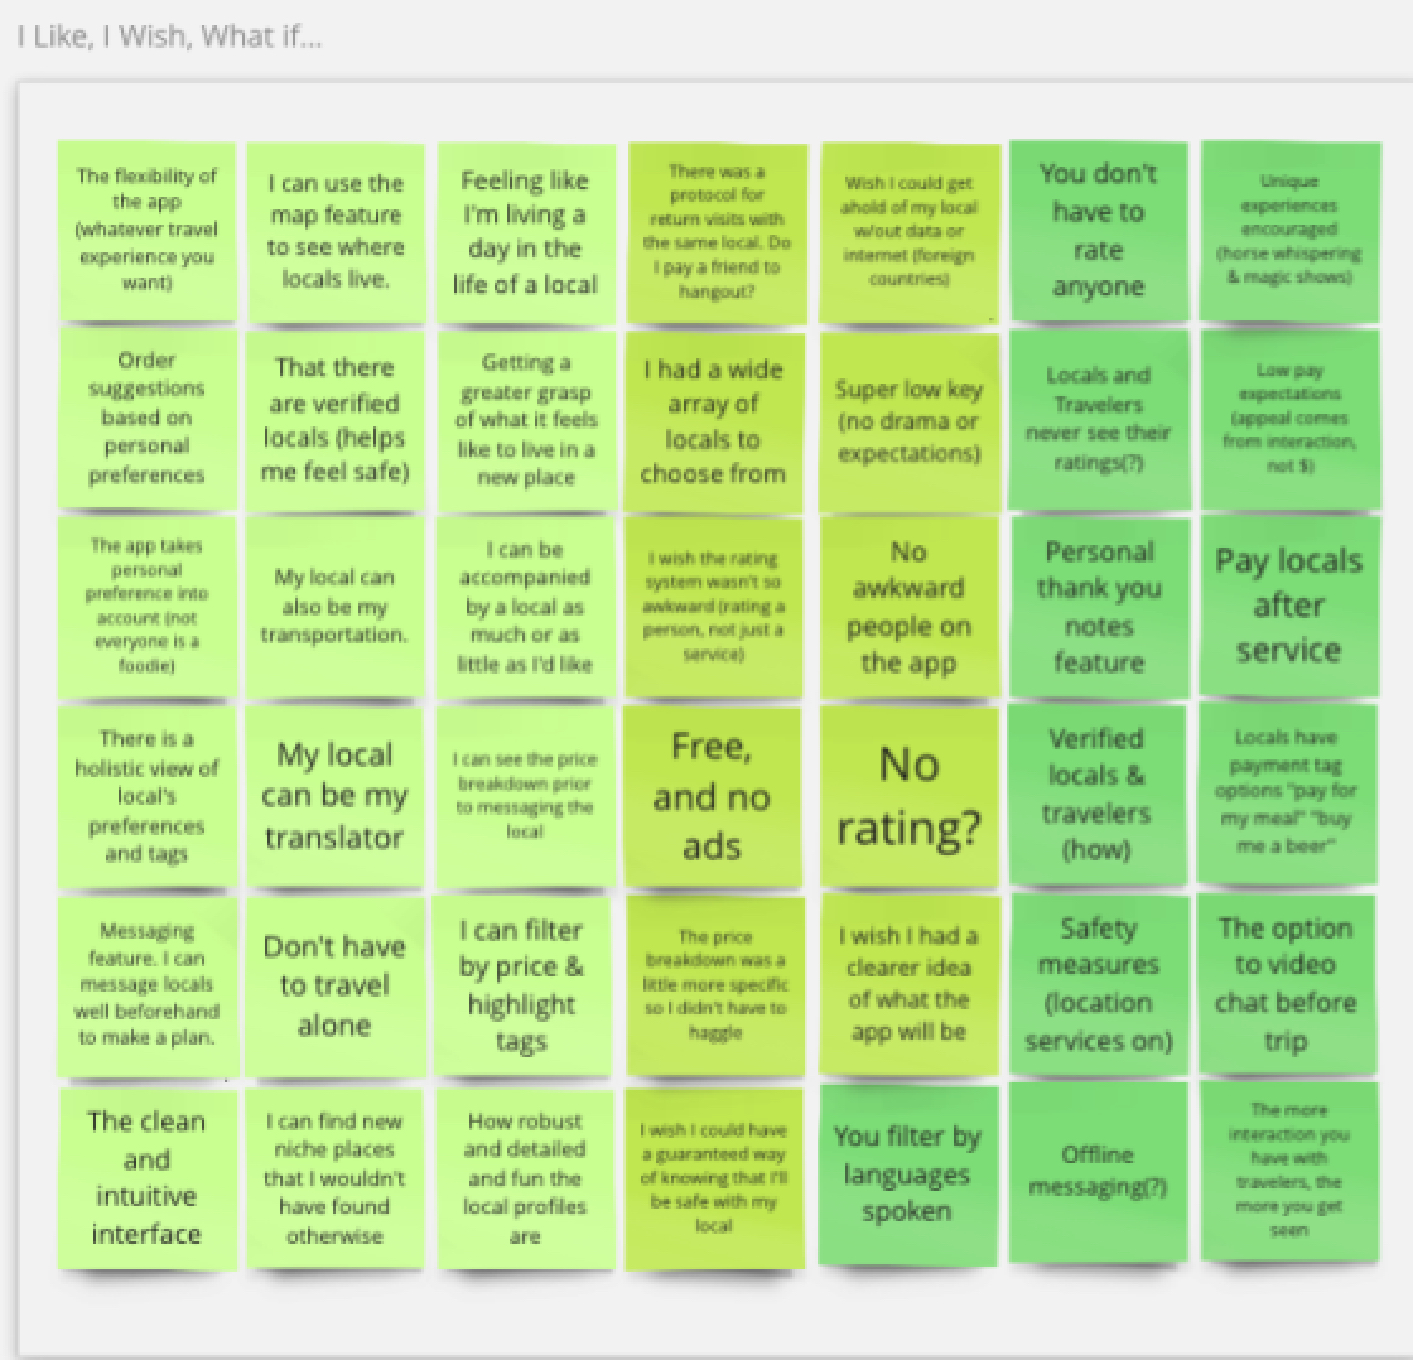 I Like, I Wish, What if...
The flexibility of
the app
(whatever travel
experience you
want)
I can use the
map feature
to see where
locals live.
Feeling like
I'm living a
day in the
life of a local
There was a
protocol for
return visits with
the same local. Do
I pay a friend to
hangout?
Wish I could get
ahold of my local
w/out data or
internet (foreign
countries)
You don't
have to
rate
anyone
Unique
experiences
encouraged
(horse whispering
& magic shows)
Order
suggestions
based on
personal
preferences
That there
are verified
locals (helps
me feel safe)
Getting a
greater grasp
of what it feels
like to live in a
new place
I had a wide
array of
locals to
choose from
Super low key
(no drama or
expectations)
Locals and
Travelers
never see their
ratings(?)
Low pay
expectations
(appeal comes
from interaction,
not $)
The app takes
personal
preference into
account (not
everyone is a
foodie)
My local can
also be my
transportation.
I can be
accompanied
by a local as
much or as
little as I'd like
I wish the rating
system wasn't so
awkward (rating a
person, not just a
service)
No
awkward
people on
the app
Personal
thank you
notes
feature
Pay locals
after
service
There is a
holistic view of
local's
preferences
and tags
My local
can be my
translator
I can see the price
breakdown prior
to messaging the
local
Free,
and no
ads
No
rating?
Verified
locals &
travelers
(how)
Locals have
payment tag
options "pay for
my meal" "buy
me a beer"
Messaging
feature. I can
message locals
well beforehand
to make a plan.
Don't have
to travel
alone
I can filter
by price &
highlight
tags
The price
breakdown was a
little more specific
so I didn't have to
haggle
I wish I had a
clearer idea
of what the
app will be
Safety
measures
(location
services on)
The option
to video
chat before
trip
The clean
and
intuitive
interface
I can find new
niche places
that I wouldn't
have found
otherwise
How robust
and detailed
and fun the
local profiles
are
I wish I could have
a guaranteed way
of knowing that I'll
be safe with my
local
You filter by
languages
spoken
Offline
messaging(?)
The more
interaction you
have with
travelers, the
more you get
seen